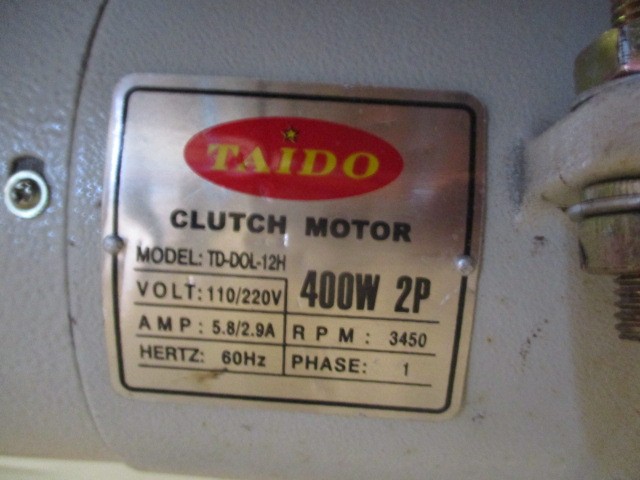 TAIDO
CLUTCH MOTOR
MODEL: TD-DOL-12H
400W 2P
VOLT: 110/220V
AMP: 5.8/2.9A
RPM: 3450
HERTZ: 60Hz
PHASE: 1